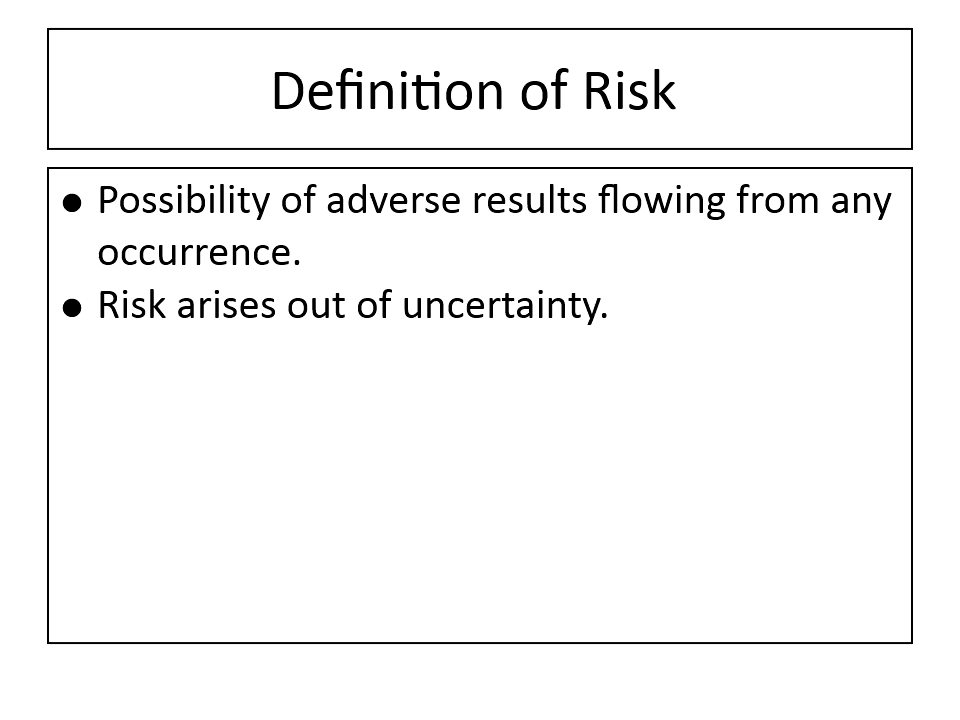 Definition of Risk
● Possibility of adverse results flowing from any
occurrence.
● Risk arises out of uncertainty.